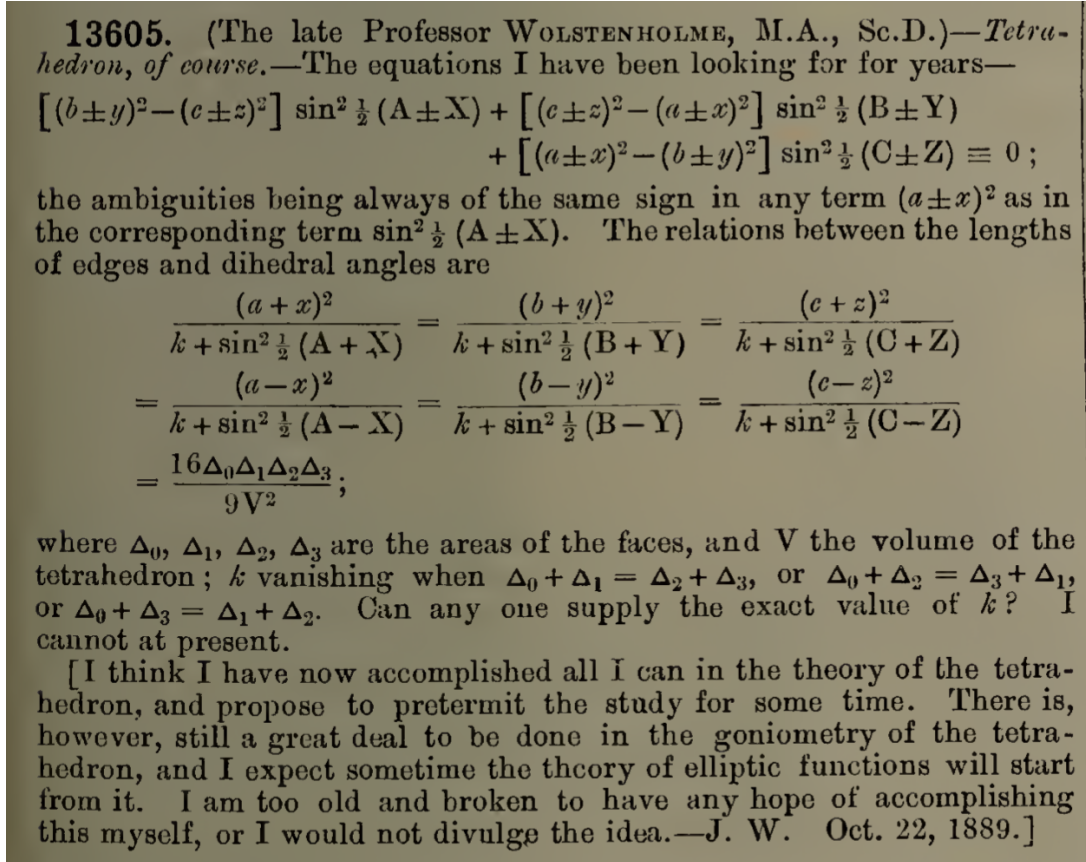 13605. (The late Professor WOLSTENHOLME, M.A., Sc.D.)—Tetra-
hedron, of course.—The equations I have been looking for for years—
[(b±y)²−(c±z)²] sin² ½ (A±X) + [(c±z)²−(a±x)²] sin² ½ (B±Y)
+ [(a±x)²−(b±y)²] sin² ½ (C±Z) ≡ 0 ;
the ambiguities being always of the same sign in any term (a±x)² as in
the corresponding term sin² ½ (A±X). The relations between the lengths
of edges and dihedral angles are
(a + x)² / k + sin² ½ (A + X) = (b + y)² / k + sin² ½ (B + Y) = (c + z)² / k + sin² ½ (C + Z)
= (a − x)² / k + sin² ½ (A − X) = (b − y)² / k + sin² ½ (B − Y) = (c − z)² / k + sin² ½ (C − Z)
= 16Δ₀Δ₁Δ₂Δ₃ / 9V² ;
where Δ₀, Δ₁, Δ₂, Δ₃ are the areas of the faces, and V the volume of the
tetrahedron ; k vanishing when Δ₀ + Δ₁ = Δ₂ + Δ₃, or Δ₀ + Δ₂ = Δ₃ + Δ₁,
or Δ₀ + Δ₃ = Δ₁ + Δ₂. Can any one supply the exact value of k ? I
cannot at present.
[I think I have now accomplished all I can in the theory of the tetra-
hedron, and propose to pretermit the study for some time. There is,
however, still a great deal to be done in the goniometry of the tetra-
hedron, and I expect sometime the theory of elliptic functions will start
from it. I am too old and broken to have any hope of accomplishing
this myself, or I would not divulge the idea.—J. W. Oct. 22, 1889.]